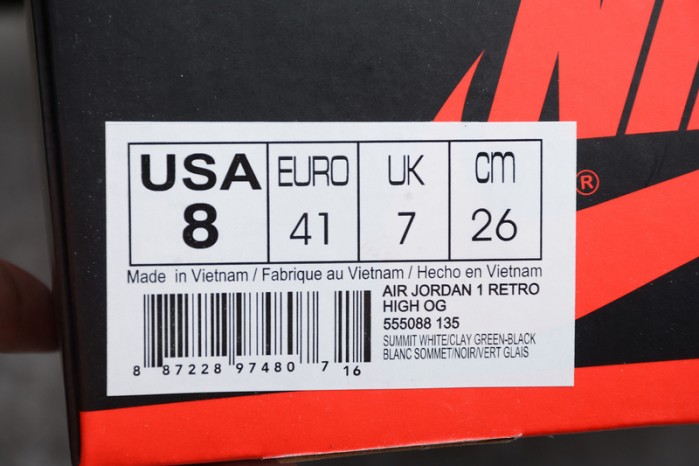 NIK
®
USA EURO UK cm
8 41 7 26
Made in Vietnam / Fabrique au Vietnam / Hecho en Vietnam
AIR JORDAN 1 RETRO
HIGH OG
555088 135
SUMMIT WHITE/CLAY GREEN-BLACK
BLANC SOMMET/NOIR/VERT GLAIS
8 87228 97480 7 16